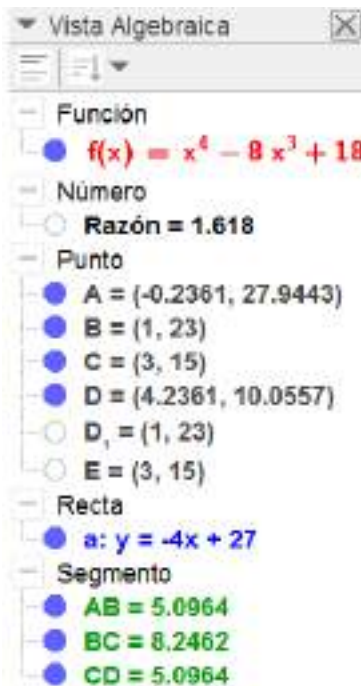 Vista Algebraica
Función
f(x) = x⁴ − 8 x³ + 18
Número
Razón = 1.618
Punto
A = (-0.2361, 27.9443)
B = (1, 23)
C = (3, 15)
D = (4.2361, 10.0557)
D₁ = (1, 23)
E = (3, 15)
Recta
a: y = -4x + 27
Segmento
AB = 5.0964
BC = 8.2462
CD = 5.0964